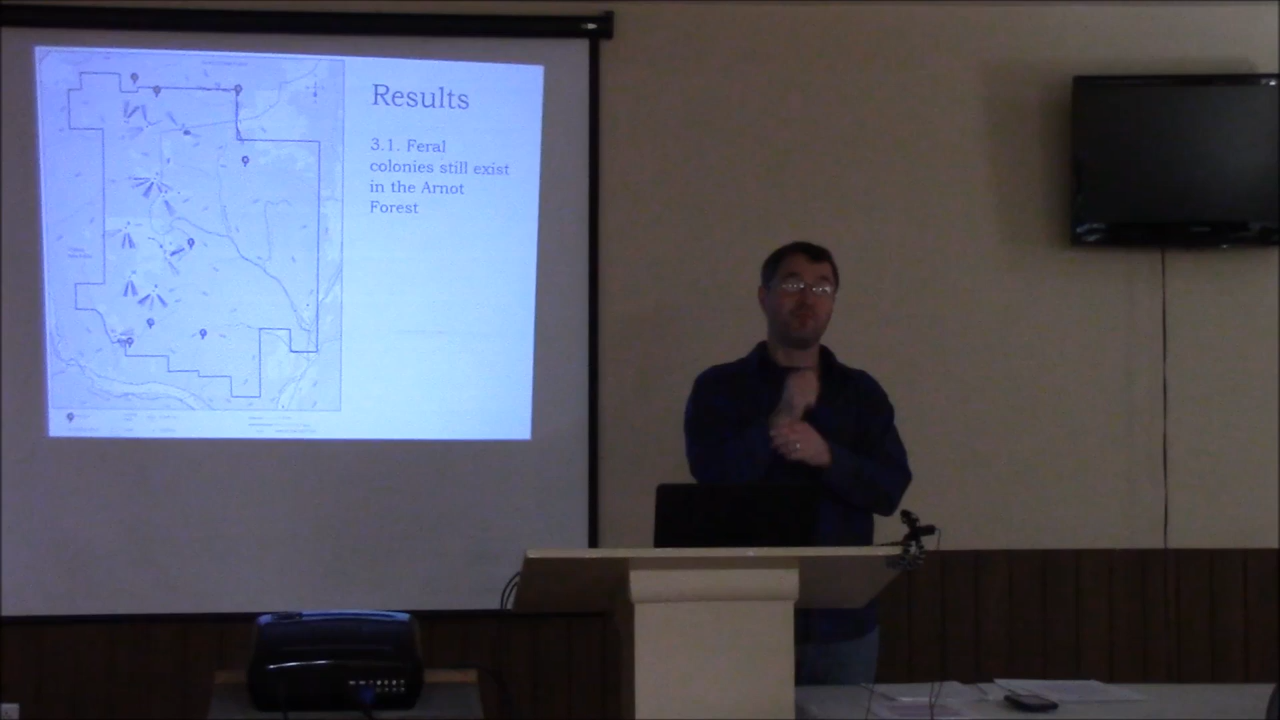 Results
3.1. Feral
colonies still exist
in the Arnot
Forest